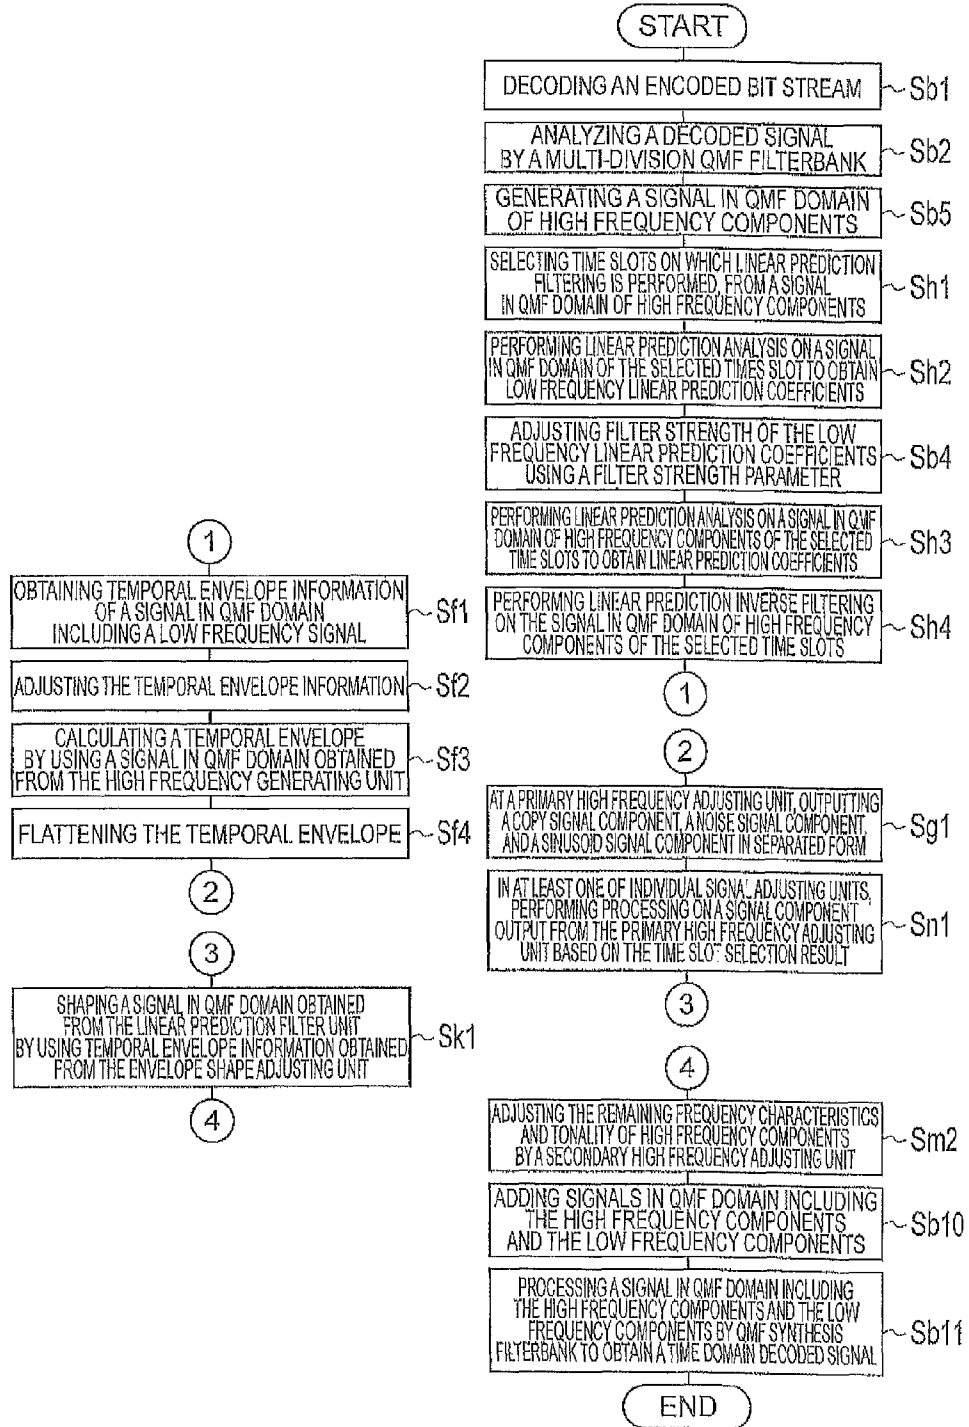 START
DECODING AN ENCODED BIT STREAM
Sb1
ANALYZING A DECODED SIGNAL
BY A MULTI-DIVISION QMF FILTERBANK
Sb2
GENERATING A SIGNAL IN QMF DOMAIN
OF HIGH FREQUENCY COMPONENTS
Sb5
SELECTING TIME SLOTS ON WHICH LINEAR PREDICTION
FILTERING IS PERFORMED, FROM A SIGNAL
IN QMF DOMAIN OF HIGH FREQUENCY COMPONENTS
Sh1
PERFORMING LINEAR PREDICTION ANALYSIS ON A SIGNAL
IN QMF DOMAIN OF THE SELECTED TIMES SLOT TO OBTAIN
LOW FREQUENCY LINEAR PREDICTION COEFFICIENTS
Sh2
ADJUSTING FILTER STRENGTH OF THE LOW
FREQUENCY LINEAR PREDICTION COEFFICIENTS
USING A FILTER STRENGTH PARAMETER
Sb4
PERFORMING LINEAR PREDICTION ANALYSIS ON A SIGNAL IN QMF
DOMAIN OF HIGH FREQUENCY COMPONENTS OF THE SELECTED
TIME SLOTS TO OBTAIN LINEAR PREDICTION COEFFICIENTS
Sh3
PERFORMNG LINEAR PREDICTION INVERSE FILTERING
ON THE SIGNAL IN QMF DOMAIN OF HIGH FREQUENCY
COMPONENTS OF THE SELECTED TIME SLOTS
Sh4
1
1
OBTAINING TEMPORAL ENVELOPE INFORMATION
OF A SIGNAL IN QMF DOMAIN
INCLUDING A LOW FREQUENCY SIGNAL
Sf1
ADJUSTING THE TEMPORAL ENVELOPE INFORMATION
Sf2
CALCULATING A TEMPORAL ENVELOPE
BY USING A SIGNAL IN QMF DOMAIN OBTAINED
FROM THE HIGH FREQUENCY GENERATING UNIT
Sf3
FLATTENING THE TEMPORAL ENVELOPE
Sf4
2
2
AT A PRIMARY HIGH FREQUENCY ADJUSTING UNIT, OUTPUTTING
A COPY SIGNAL COMPONENT, A NOISE SIGNAL COMPONENT,
AND A SINUSOID SIGNAL COMPONENT IN SEPARATED FORM
Sg1
IN AT LEAST ONE OF INDIVIDUAL SIGNAL ADJUSTING UNITS,
PERFORMING PROCESSING ON A SIGNAL COMPONENT
OUTPUT FROM THE PRIMARY HIGH FREQUENCY ADJUSTING
UNIT BASED ON THE TIME SLOT SELECTION RESULT
Sn1
3
3
SHAPING A SIGNAL IN QMF DOMAIN OBTAINED
FROM THE LINEAR PREDICTION FILTER UNIT
BY USING TEMPORAL ENVELOPE INFORMATION OBTAINED
FROM THE ENVELOPE SHAPE ADJUSTING UNIT
Sk1
4
4
ADJUSTING THE REMAINING FREQUENCY CHARACTERISTICS
AND TONALITY OF HIGH FREQUENCY COMPONENTS
BY A SECONDARY HIGH FREQUENCY ADJUSTING UNIT
Sm2
ADDING SIGNALS IN QMF DOMAIN INCLUDING
THE HIGH FREQUENCY COMPONENTS
AND THE LOW FREQUENCY COMPONENTS
Sb10
PROCESSING A SIGNAL IN QMF DOMAIN INCLUDING
THE HIGH FREQUENCY COMPONENTS AND THE LOW
FREQUENCY COMPONENTS BY QMF SYNTHESIS
FILTERBANK TO OBTAIN A TIME DOMAIN DECODED SIGNAL
Sb11
END